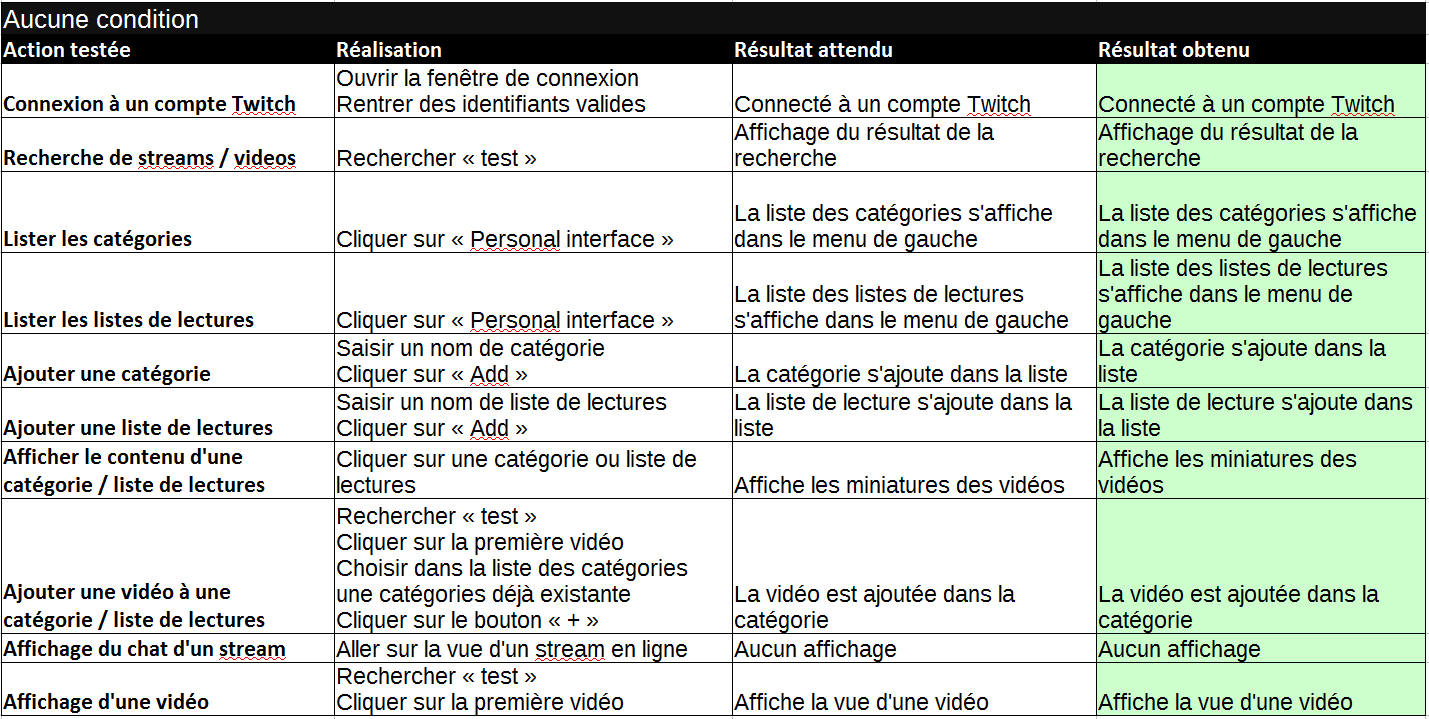 Aucune condition
Action testée Réalisation Résultat attendu Résultat obtenu
Ouvrir la fenêtre de connexion
Connexion à un compte Twitch Rentrer des identifiants valides Connecté à un compte Twitch Connecté à un compte Twitch
Affichage du résultat de la Affichage du résultat de la
Recherche de streams / videos Rechercher « test » recherche recherche
La liste des catégories s'affiche La liste des catégories s'affiche
Lister les catégories Cliquer sur « Personal interface » dans le menu de gauche dans le menu de gauche
La liste des listes de lectures
La liste des listes de lectures s'affiche dans le menu de
Lister les listes de lectures Cliquer sur « Personal interface » s'affiche dans le menu de gauche gauche
Saisir un nom de catégorie La catégorie s'ajoute dans la
Ajouter une catégorie Cliquer sur « Add » La catégorie s'ajoute dans la liste liste
Saisir un nom de liste de lectures La liste de lecture s'ajoute dans la La liste de lecture s'ajoute dans
Ajouter une liste de lectures Cliquer sur « Add » liste la liste
Afficher le contenu d'une Cliquer sur une catégorie ou liste de Affiche les miniatures des
catégorie / liste de lectures lectures Affiche les miniatures des vidéos vidéos
Rechercher « test »
Cliquer sur la première vidéo
Choisir dans la liste des catégories
Ajouter une vidéo à une une catégories déjà existante La vidéo est ajoutée dans la La vidéo est ajoutée dans la
catégorie / liste de lectures Cliquer sur le bouton « + » catégorie catégorie
Affichage du chat d'un stream Aller sur la vue d'un stream en ligne Aucun affichage Aucun affichage
Rechercher « test »
Affichage d'une vidéo Cliquer sur la première vidéo Affiche la vue d'une vidéo Affiche la vue d'une vidéo